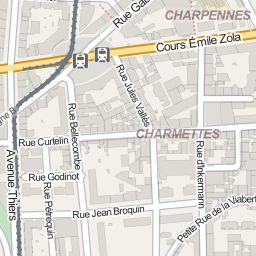 CHARPENNES
Rue Gab
Cours Émile Zola
Rue Jules Vallès
Rue Bellecombe
CHARMETTES
Rue Curtelin
Avenue Thiers
Rue Godinot
Rue d'Inkermann
Rue Pétrequin
Rue Jean Broquin
Petite Rue de la Viabert